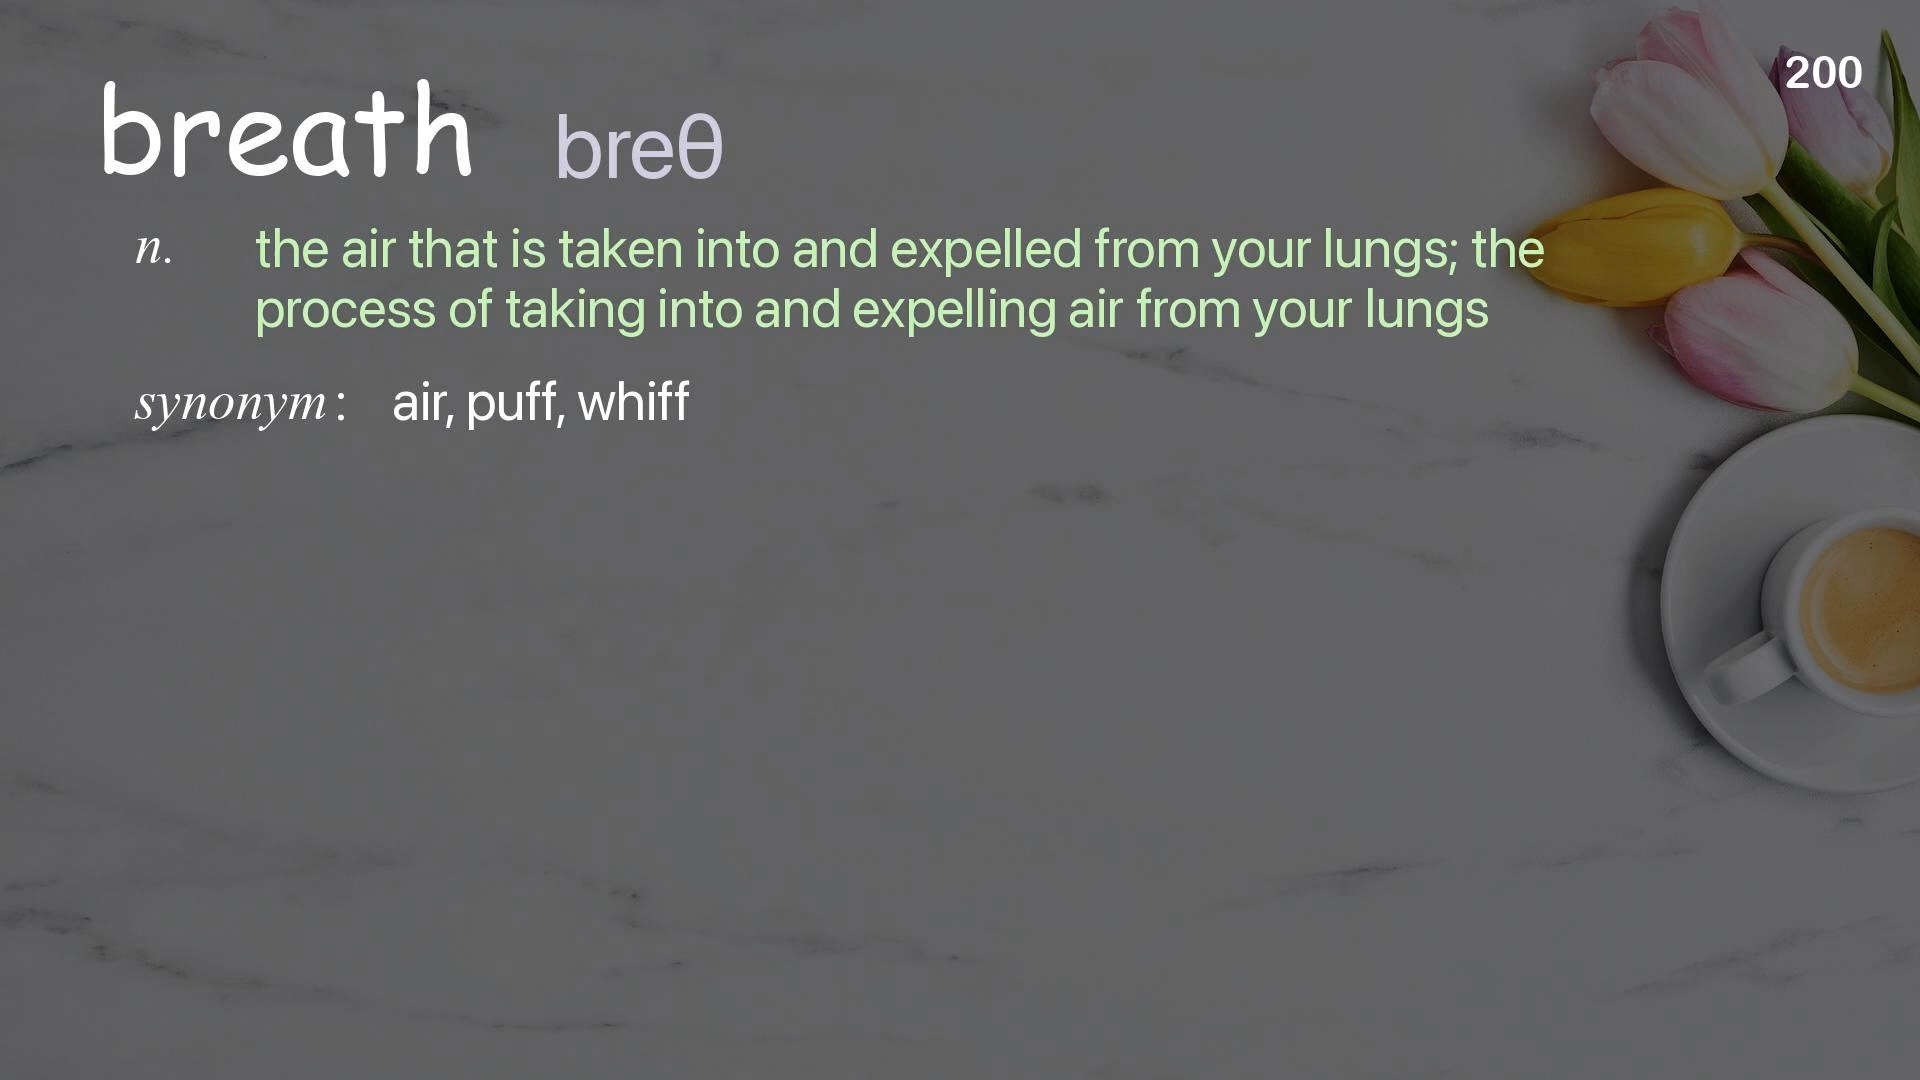 200
breath breθ
n. the air that is taken into and expelled from your lungs; the
process of taking into and expelling air from your lungs
synonym: air, puff, whiff